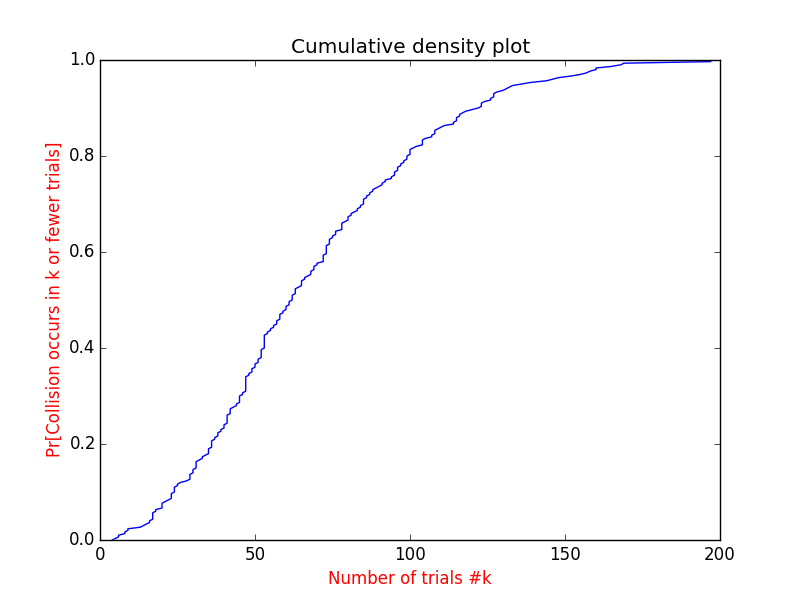 Cumulative density plot
1.0
0.8
0.6
0.4
0.2
0.0
Pr[Collision occurs in k or fewer trials]
0 50 100 150 200
Number of trials #k